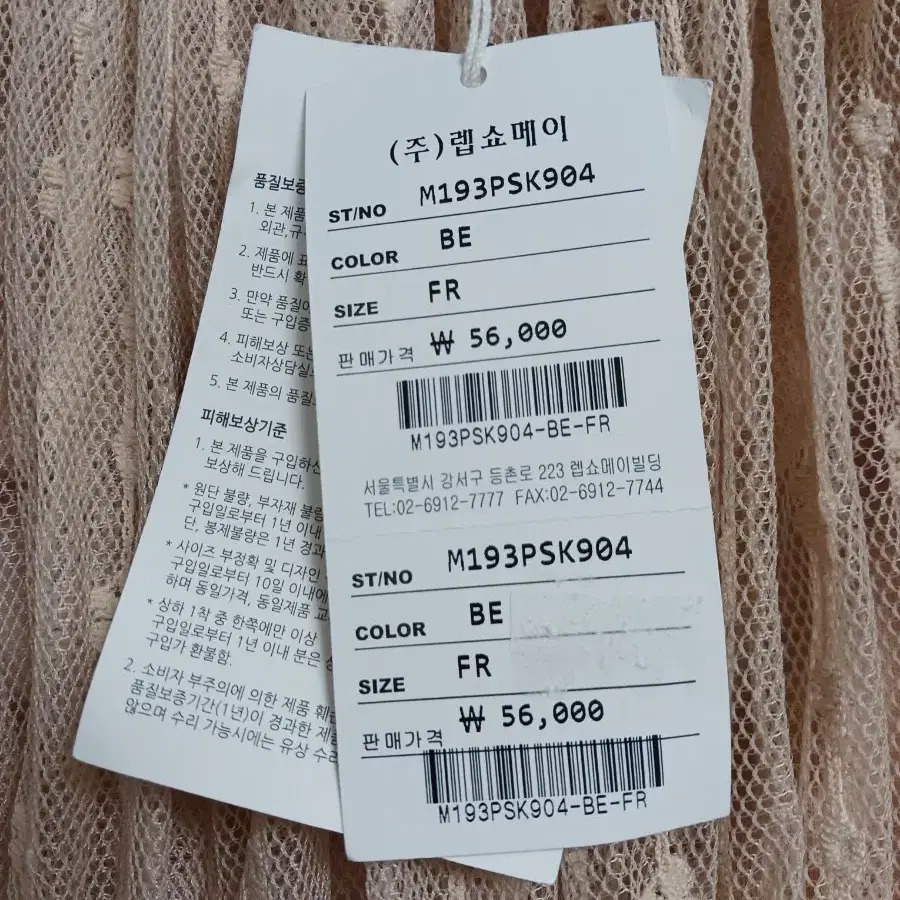 (주)렙쇼메이
ST/NO M193PSK904
COLOR BE
SIZE FR
판매가격 ₩ 56,000
M193PSK904-BE-FR
서울특별시 강서구 등촌로 223 렙쇼메이빌딩
TEL:02-6912-7777 FAX:02-6912-7744
ST/NO M193PSK904
COLOR BE
SIZE FR
판매가격 ₩ 56,000
M193PSK904-BE-FR
품질보증
1. 본 제품
외관,규
2. 제품에 표
반드시 확
3. 만약 품질이
또는 구입증
4. 피해보상 또는
소비자상담실
5. 본 제품의 품질
피해보상기준
1. 본 제품을 구입하신
보상해 드립니다.
* 원단 불량, 부자재 불량
구입일로부터 1년 이내
단, 봉제불량은 1년 경과
* 사이즈 부정확 및 디자인
구입일로부터 10일 이내에
하며 동일가격, 동일제품 교
* 상하 1착 중 한쪽에만 이상
구입일로부터 1년 이내 분은
구입가 환불함.
2. 소비자 부주의에 의한 제품 훼손
품질보증기간(1년)이 경과한 제품
않으며 수리 가능시에는 유상 수리